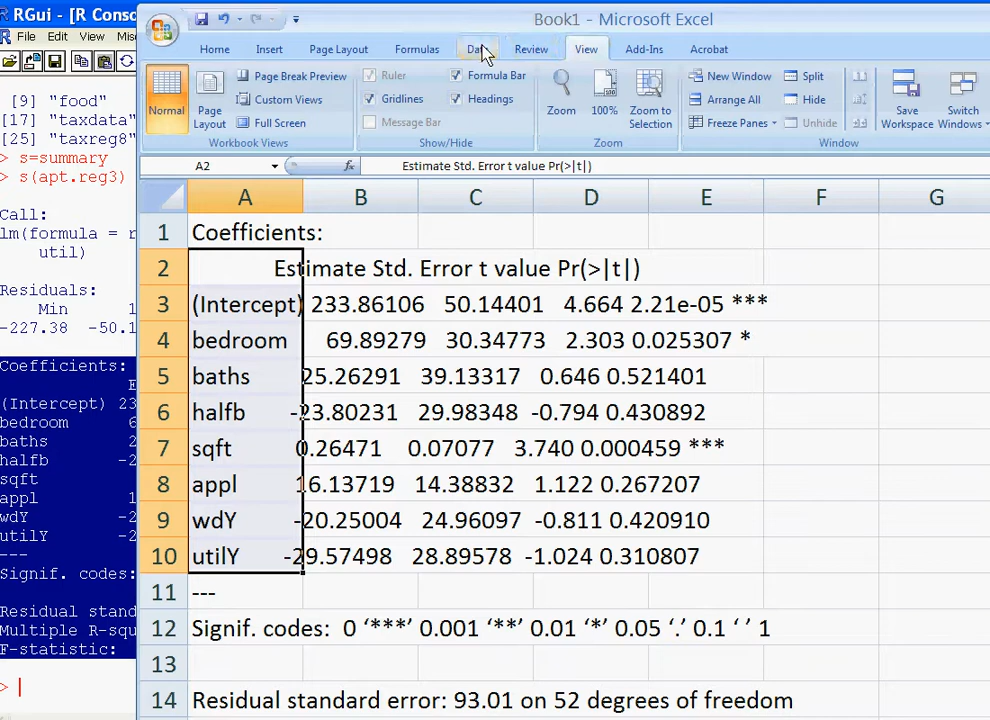 RGui - [R Conso
Book1 - Microsoft Excel
File Edit View Misc
Home Insert Page Layout Formulas Data Review View Add-Ins Acrobat
Normal
Page Layout
Page Break Preview
Custom Views
Full Screen
Workbook Views
Ruler
Gridlines
Message Bar
Formula Bar
Headings
Show/Hide
Zoom
100%
Zoom to Selection
Zoom
New Window
Arrange All
Freeze Panes
Split
Hide
Unhide
Save Workspace
Switch Windows
Window
A2
fx
Estimate Std. Error t value Pr(>|t|)
[9] "food"
[17] "taxdata"
[25] "taxreg8"
> s=summary
> s(apt.reg3)
Call:
lm(formula = r
util)
Residuals:
Min 1
-227.38 -50.1
Coefficients:
E
(Intercept) 23
bedroom 6
baths 2
halfb -2
sqft
appl 1
wdY -2
utilY -2
---
Signif. codes:
Residual stand
Multiple R-squ
F-statistic:
>
A B C D E F G
1 Coefficients:
2 Estimate Std. Error t value Pr(>|t|)
3 (Intercept) 233.86106 50.14401 4.664 2.21e-05 ***
4 bedroom 69.89279 30.34773 2.303 0.025307 *
5 baths 25.26291 39.13317 0.646 0.521401
6 halfb -23.80231 29.98348 -0.794 0.430892
7 sqft 0.26471 0.07077 3.740 0.000459 ***
8 appl 16.13719 14.38832 1.122 0.267207
9 wdY -20.25004 24.96097 -0.811 0.420910
10 utilY -29.57498 28.89578 -1.024 0.310807
11 ---
12 Signif. codes: 0 ‘***’ 0.001 ‘**’ 0.01 ‘*’ 0.05 ‘.’ 0.1 ‘ ’ 1
13
14 Residual standard error: 93.01 on 52 degrees of freedom